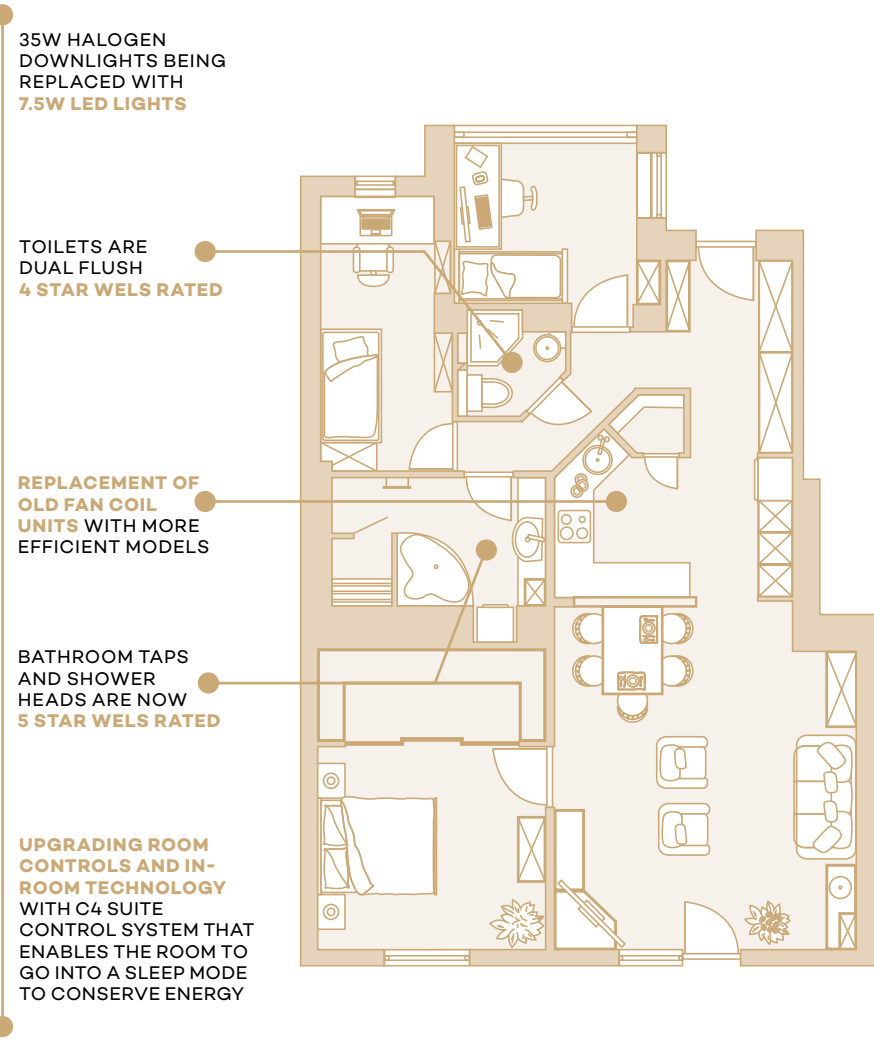 35W HALOGEN
DOWNLIGHTS BEING
REPLACED WITH
7.5W LED LIGHTS
TOILETS ARE
DUAL FLUSH
4 STAR WELS RATED
REPLACEMENT OF
OLD FAN COIL
UNITS WITH MORE
EFFICIENT MODELS
BATHROOM TAPS
AND SHOWER
HEADS ARE NOW
5 STAR WELS RATED
UPGRADING ROOM
CONTROLS AND IN-
ROOM TECHNOLOGY
WITH C4 SUITE
CONTROL SYSTEM THAT
ENABLES THE ROOM TO
GO INTO A SLEEP MODE
TO CONSERVE ENERGY